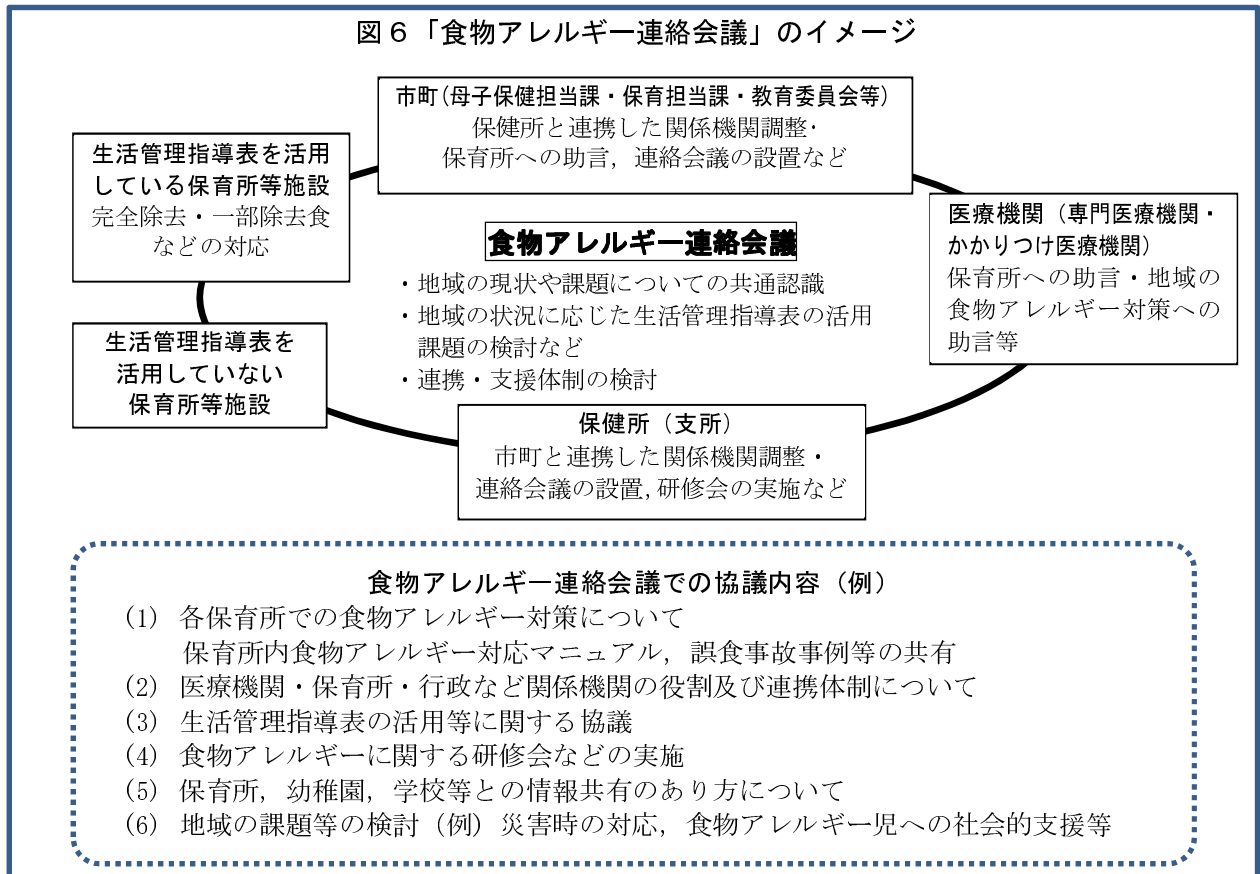 図６「食物アレルギー連絡会議」のイメージ
市町（母子保健担当課・保育担当課・教育委員会等）
保健所と連携した関係機関調整・
保育所への助言，連絡会議の設置など
生活管理指導表を活用
している保育所等施設
完全除去・一部除去食
などの対応
医療機関（専門医療機関・
かかりつけ医療機関）
保育所への助言・地域の
食物アレルギー対策への
助言等
食物アレルギー連絡会議
・地域の現状や課題についての共通認識
・地域の状況に応じた生活管理指導表の活用
課題の検討など
・連携・支援体制の検討
生活管理指導表を
活用していない
保育所等施設
保健所（支所）
市町と連携した関係機関調整・
連絡会議の設置，研修会の実施など
食物アレルギー連絡会議での協議内容（例）
(1) 各保育所での食物アレルギー対策について
保育所内食物アレルギー対応マニュアル，誤食事故事例等の共有
(2) 医療機関・保育所・行政など関係機関の役割及び連携体制について
(3) 生活管理指導表の活用等に関する協議
(4) 食物アレルギーに関する研修会などの実施
(5) 保育所，幼稚園，学校等との情報共有のあり方について
(6) 地域の課題等の検討（例）災害時の対応，食物アレルギー児への社会的支援等